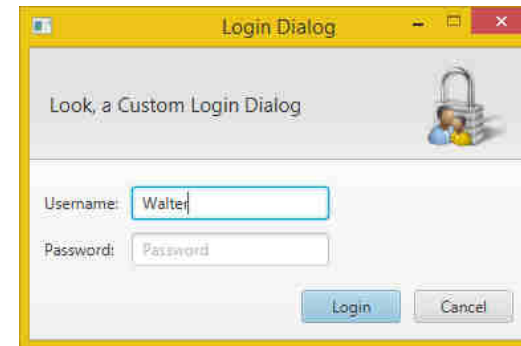 Login Dialog
Look, a Custom Login Dialog
Username: Walter
Password: Password
Login Cancel